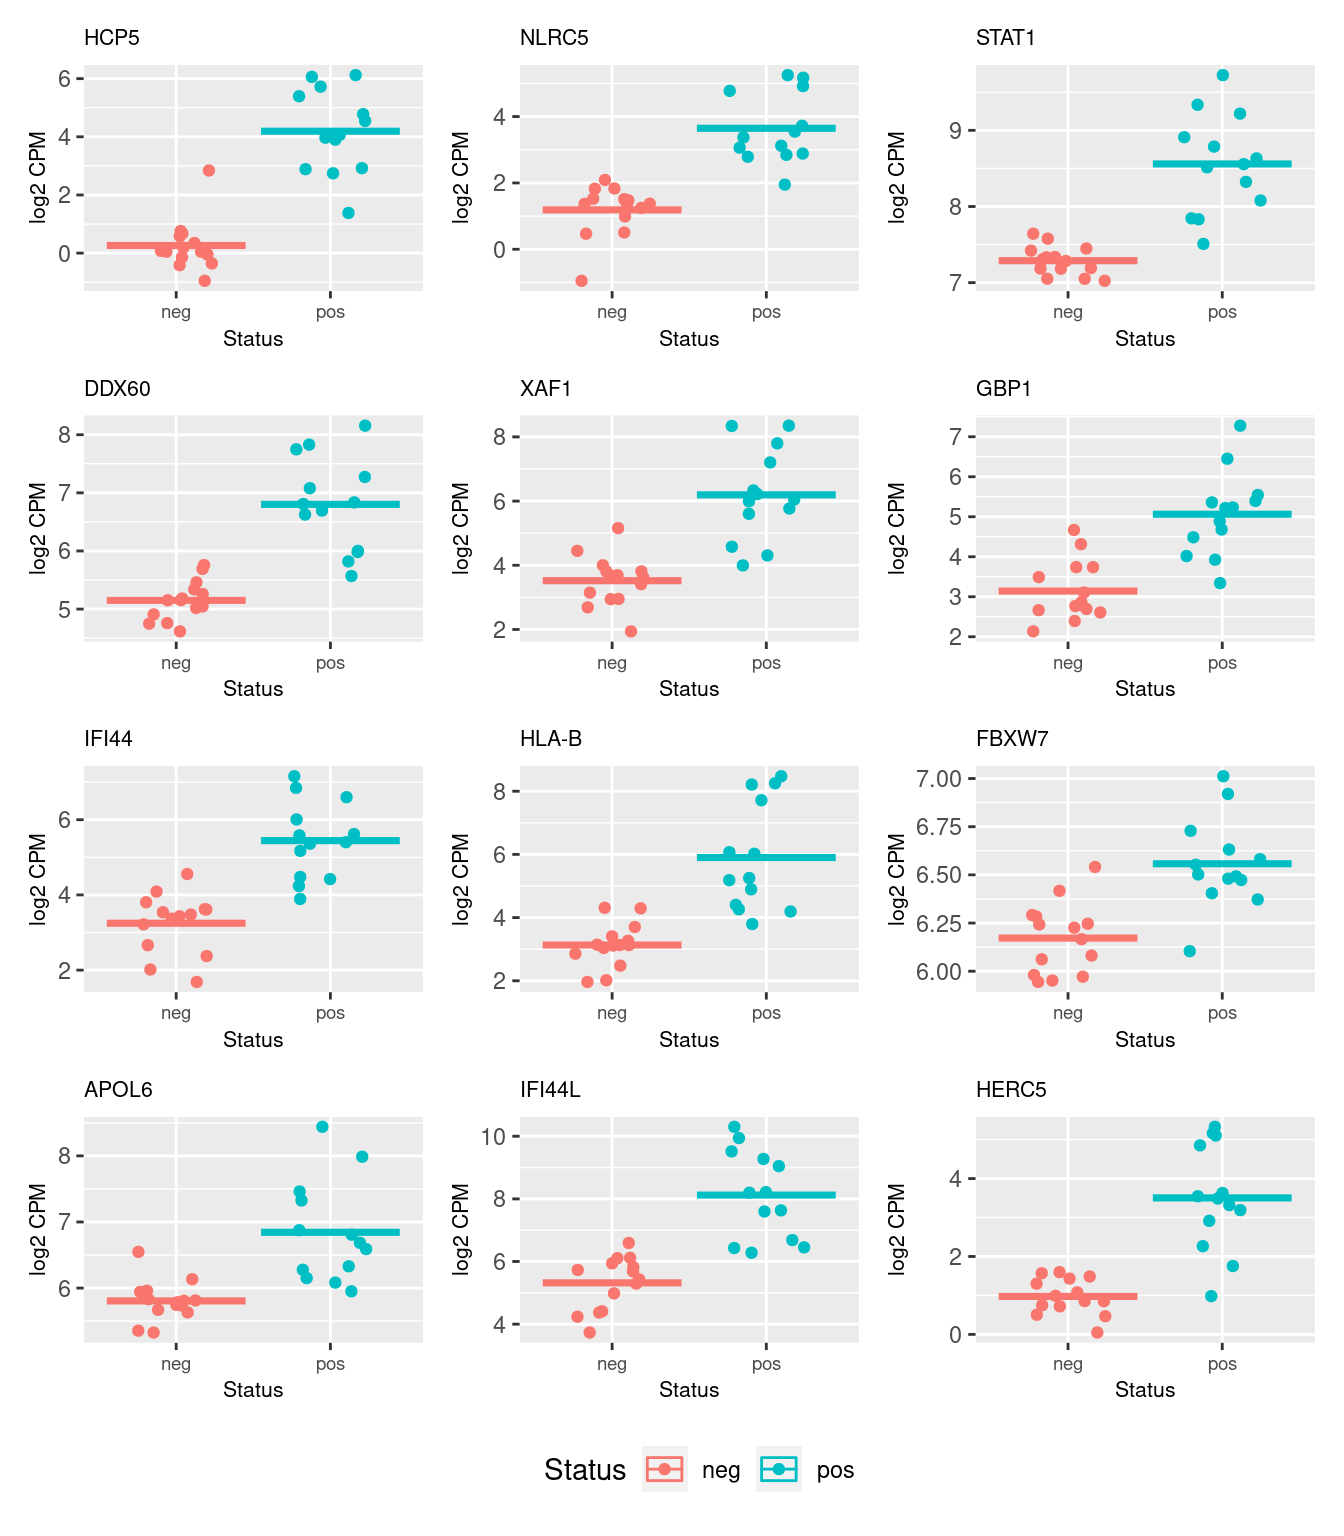 HCP5
log2 CPM
6
4
2
0
neg pos
Status
NLRC5
log2 CPM
4
2
0
neg pos
Status
STAT1
log2 CPM
9
8
7
neg pos
Status
DDX60
log2 CPM
8
7
6
5
neg pos
Status
XAF1
log2 CPM
8
6
4
2
neg pos
Status
GBP1
log2 CPM
7
6
5
4
3
2
neg pos
Status
IFI44
log2 CPM
6
4
2
neg pos
Status
HLA-B
log2 CPM
8
6
4
2
neg pos
Status
FBXW7
log2 CPM
7.00
6.75
6.50
6.25
6.00
neg pos
Status
APOL6
log2 CPM
8
7
6
neg pos
Status
IFI44L
log2 CPM
10
8
6
4
neg pos
Status
HERC5
log2 CPM
4
2
0
neg pos
Status
Status neg pos